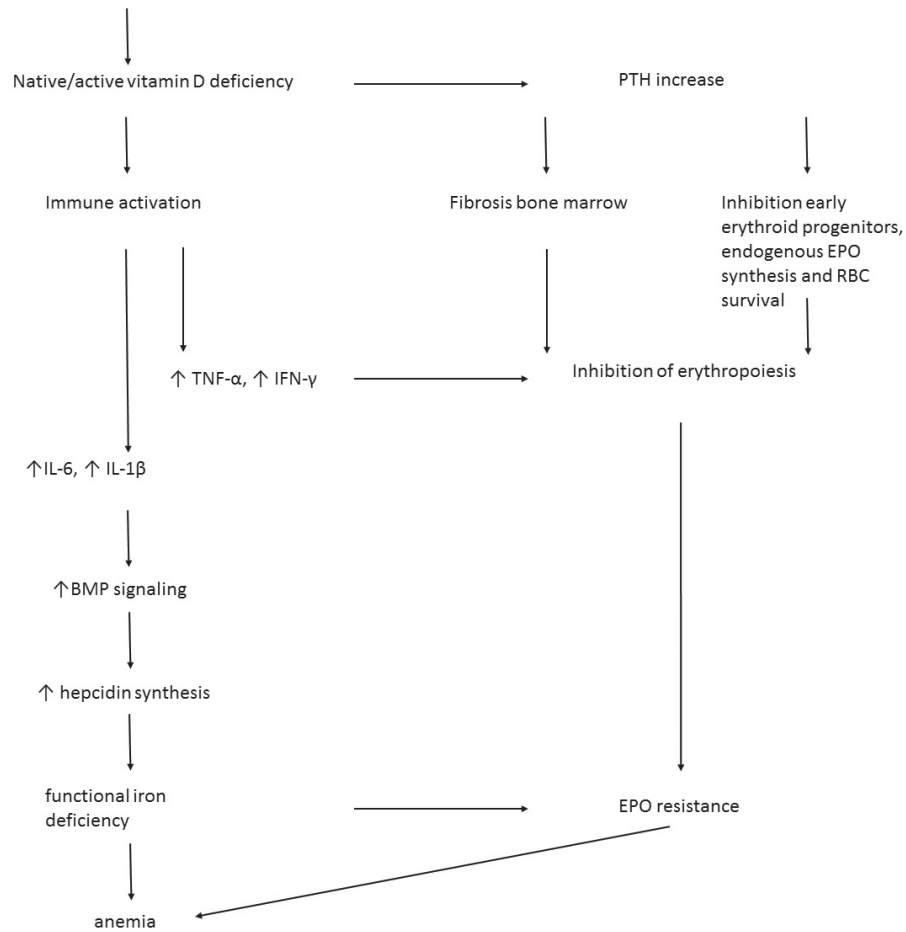 Native/active vitamin D deficiency
PTH increase
Immune activation
Fibrosis bone marrow
Inhibition early
erythroid progenitors,
endogenous EPO
synthesis and RBC
survival
↑ TNF-α, ↑ IFN-γ
Inhibition of erythropoiesis
↑IL-6, ↑ IL-1β
↑BMP signaling
↑ hepcidin synthesis
functional iron
deficiency
EPO resistance
anemia